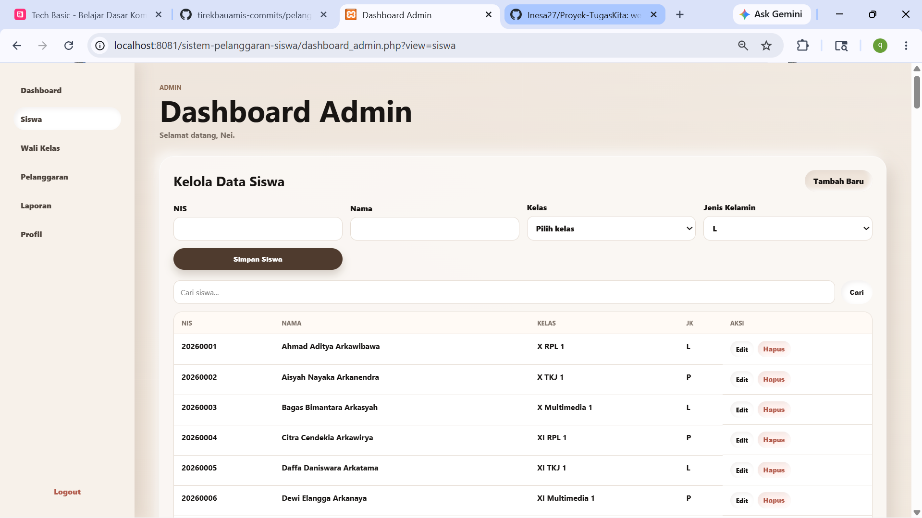 Tech Basic - Belajar Dasar Kom
tirekhauamis-commits/pelang
Dashboard Admin
Inesa27/Proyek-TugasKita: we
Ask Gemini
localhost:8081/sistem-pelanggaran-siswa/dashboard_admin.php?view=siswa
q
Dashboard
Siswa
Wali Kelas
Pelanggaran
Laporan
Profil
Logout
ADMIN
Dashboard Admin
Selamat datang, Nei.
Kelola Data Siswa
Tambah Baru
NIS Nama Kelas Jenis Kelamin
Pilih kelas L
Simpan Siswa
Cari siswa... Cari
NIS NAMA KELAS JK AKSI
20260001 Ahmad Aditya Arkawibawa X RPL 1 L Edit Hapus
20260002 Aisyah Nayaka Arkanendra X TKJ 1 P Edit Hapus
20260003 Bagas Bimantara Arkasyah X Multimedia 1 L Edit Hapus
20260004 Citra Cendekia Arkawirya XI RPL 1 P Edit Hapus
20260005 Daffa Daniswara Arkatama XI TKJ 1 L Edit Hapus
20260006 Dewi Elangga Arkanaya XI Multimedia 1 P Edit Hapus